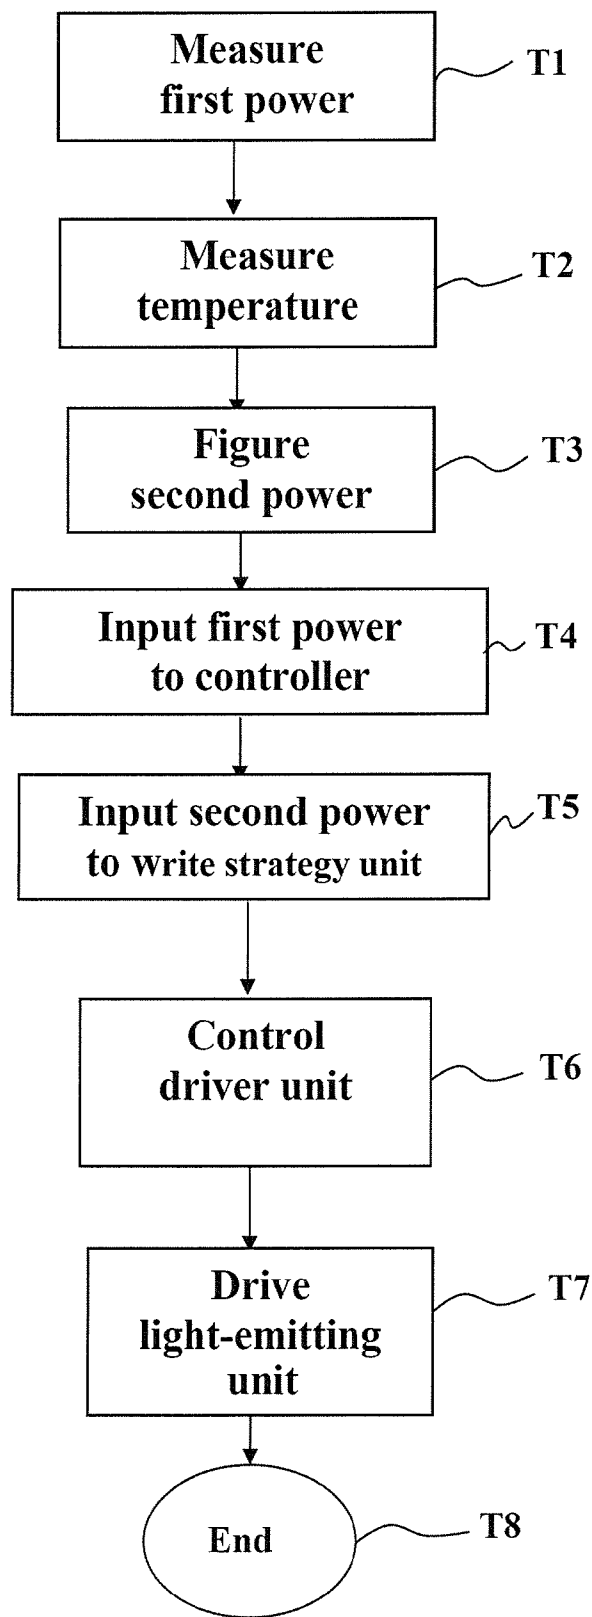 Measure
first power
T1
Measure
temperature
T2
Figure
second power
T3
Input first power
to controller
T4
Input second power
to write strategy unit
T5
Control
driver unit
T6
Drive
light-emitting
unit
T7
End
T8